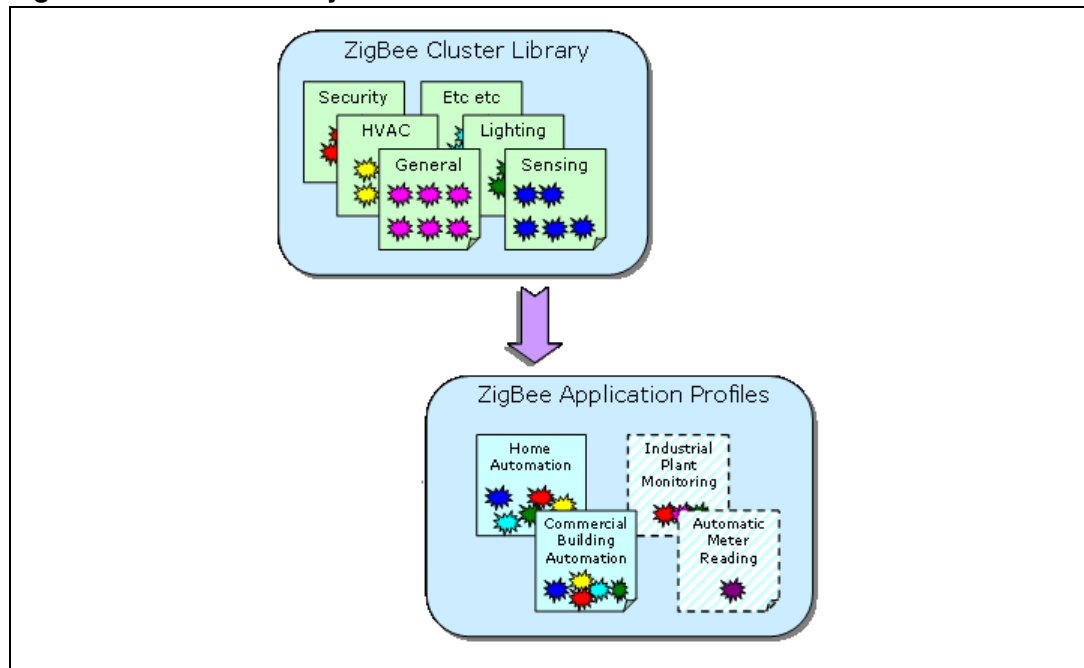 ZigBee Cluster Library
Security
Etc etc
HVAC
Lighting
General
Sensing
ZigBee Application Profiles
Home
Automation
Industrial
Plant
Monitoring
Commercial
Building
Automation
Automatic
Meter
Reading